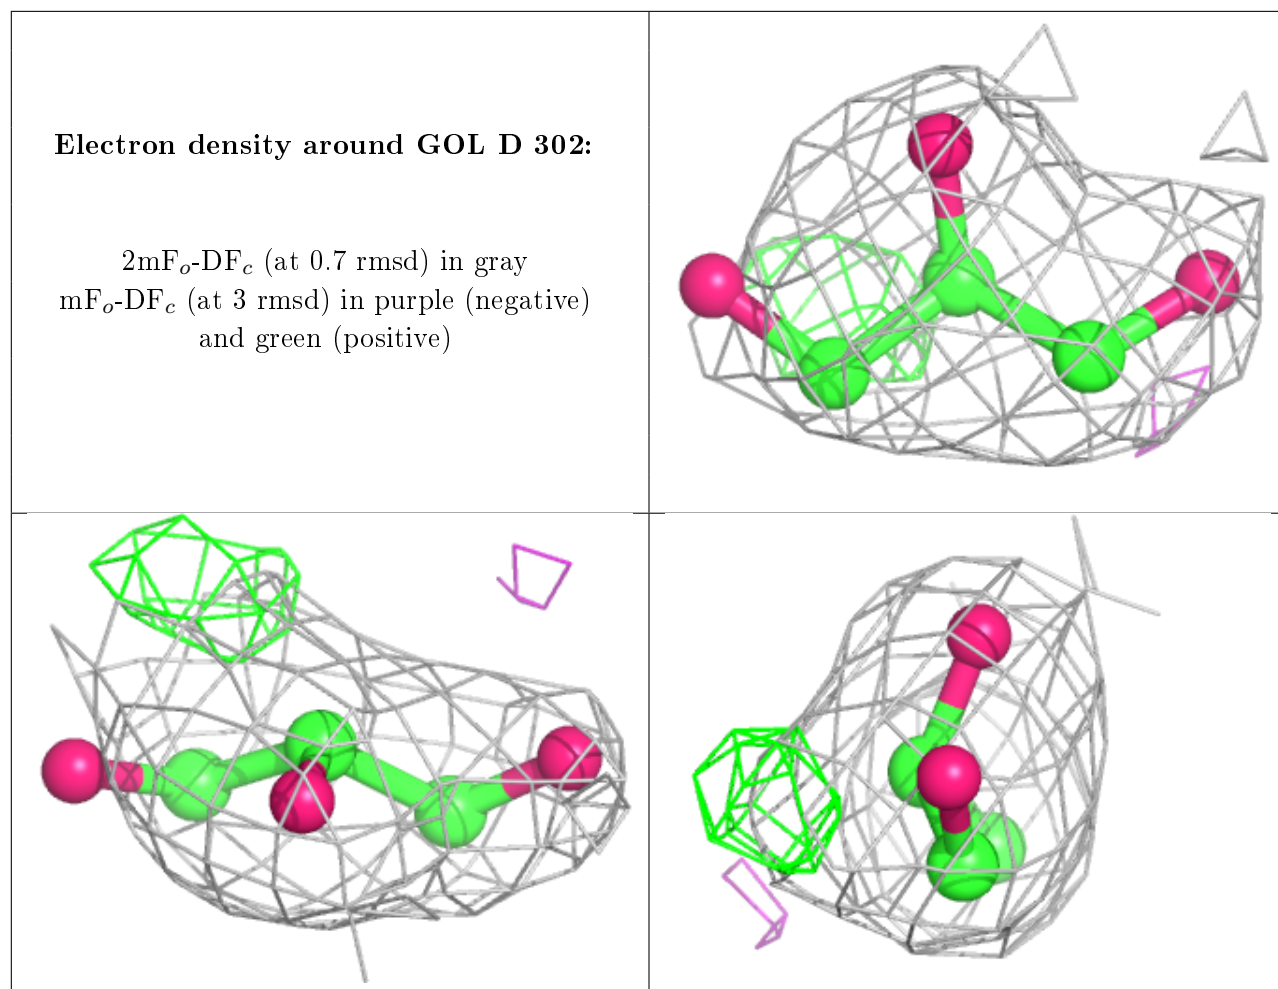 Electron density around GOL D 302:
2mFo-DFc (at 0.7 rmsd) in gray
mFo-DFc (at 3 rmsd) in purple (negative)
and green (positive)